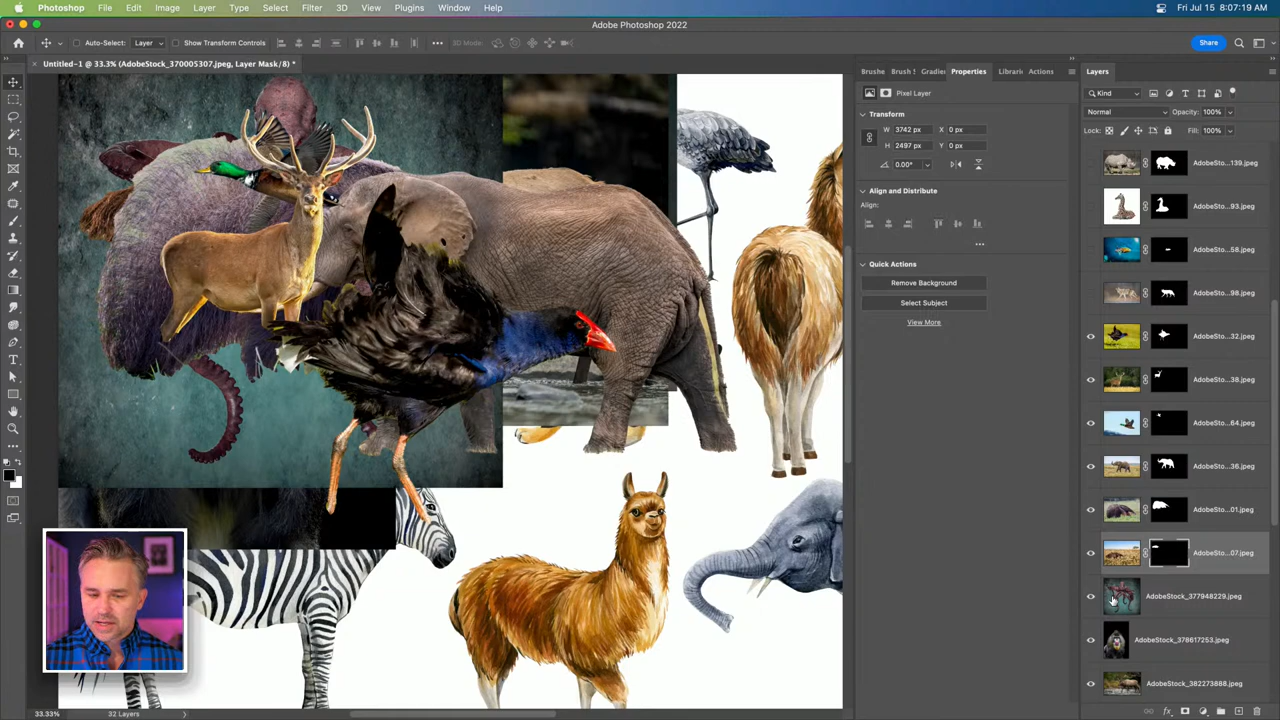 Photoshop File Edit Image Layer Type Select Filter 3D View Plugins Window Help Fri Jul 15 8:07:19 AM
Adobe Photoshop 2022
Auto-Select: Layer Show Transform Controls 3D Mode: Share
Untitled-1 @ 33.3% (AdobeStock_370005307.jpeg, Layer Mask/8) *
Brushe Brush S Gradie Properties Librari Actions
Layers
Pixel Layer
Kind
Transform
Normal Opacity: 100%
W 3742 px X 0 px
Lock: Fill: 100%
H 2497 px Y 0 px
0.00°
AdobeSto...139.jpeg
Align and Distribute
Align:
AdobeSto...93.jpeg
AdobeSto...58.jpeg
Quick Actions
Remove Background
AdobeSto...98.jpeg
Select Subject
View More
AdobeSto...32.jpeg
AdobeSto...38.jpeg
AdobeSto...64.jpeg
AdobeSto...36.jpeg
AdobeSto...01.jpeg
AdobeSto...07.jpeg
AdobeStock_377948229.jpeg
AdobeStock_378617253.jpeg
AdobeStock_382273888.jpeg
33.33% 32 Layers